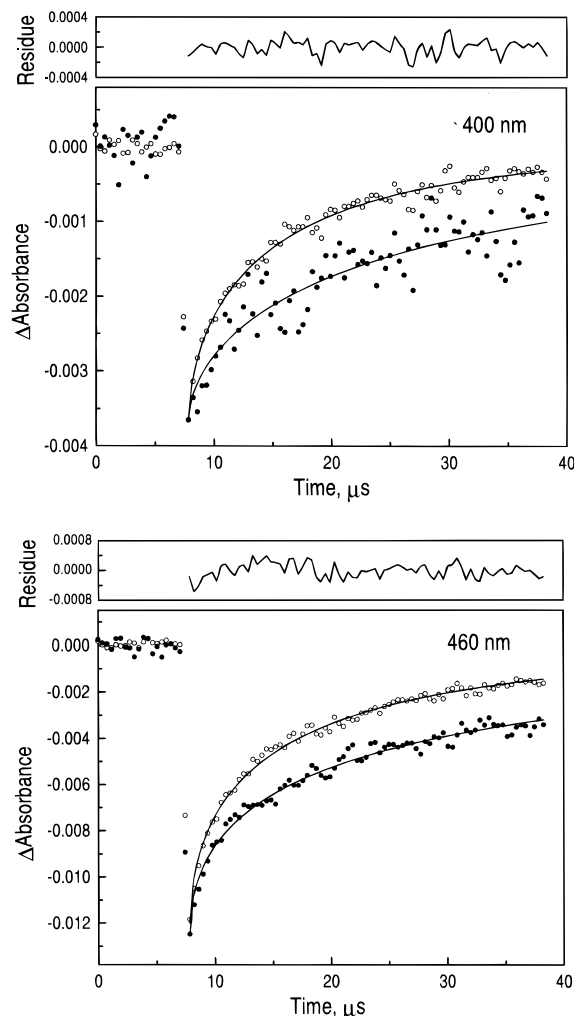 Residue
0.0004
0.0000
-0.0004
400 nm
ΔAbsorbance
0.000
-0.001
-0.002
-0.003
-0.004
0 10 20 30 40
Time, μs
Residue
0.0008
0.0000
-0.0008
460 nm
ΔAbsorbance
0.000
-0.002
-0.004
-0.006
-0.008
-0.010
-0.012
0 10 20 30 40
Time, μs